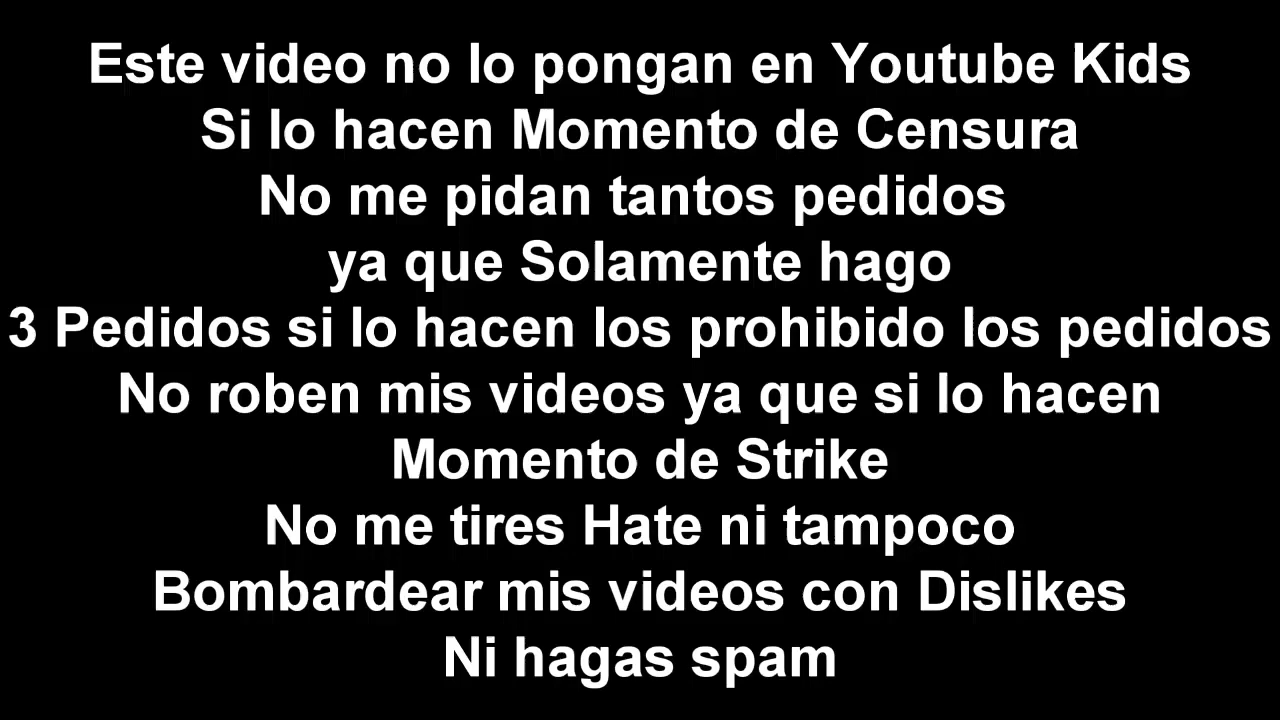 Este video no lo pongan en Youtube Kids
Si lo hacen Momento de Censura
No me pidan tantos pedidos
ya que Solamente hago
3 Pedidos si lo hacen los prohibido los pedidos
No roben mis videos ya que si lo hacen
Momento de Strike
No me tires Hate ni tampoco
Bombardear mis videos con Dislikes
Ni hagas spam